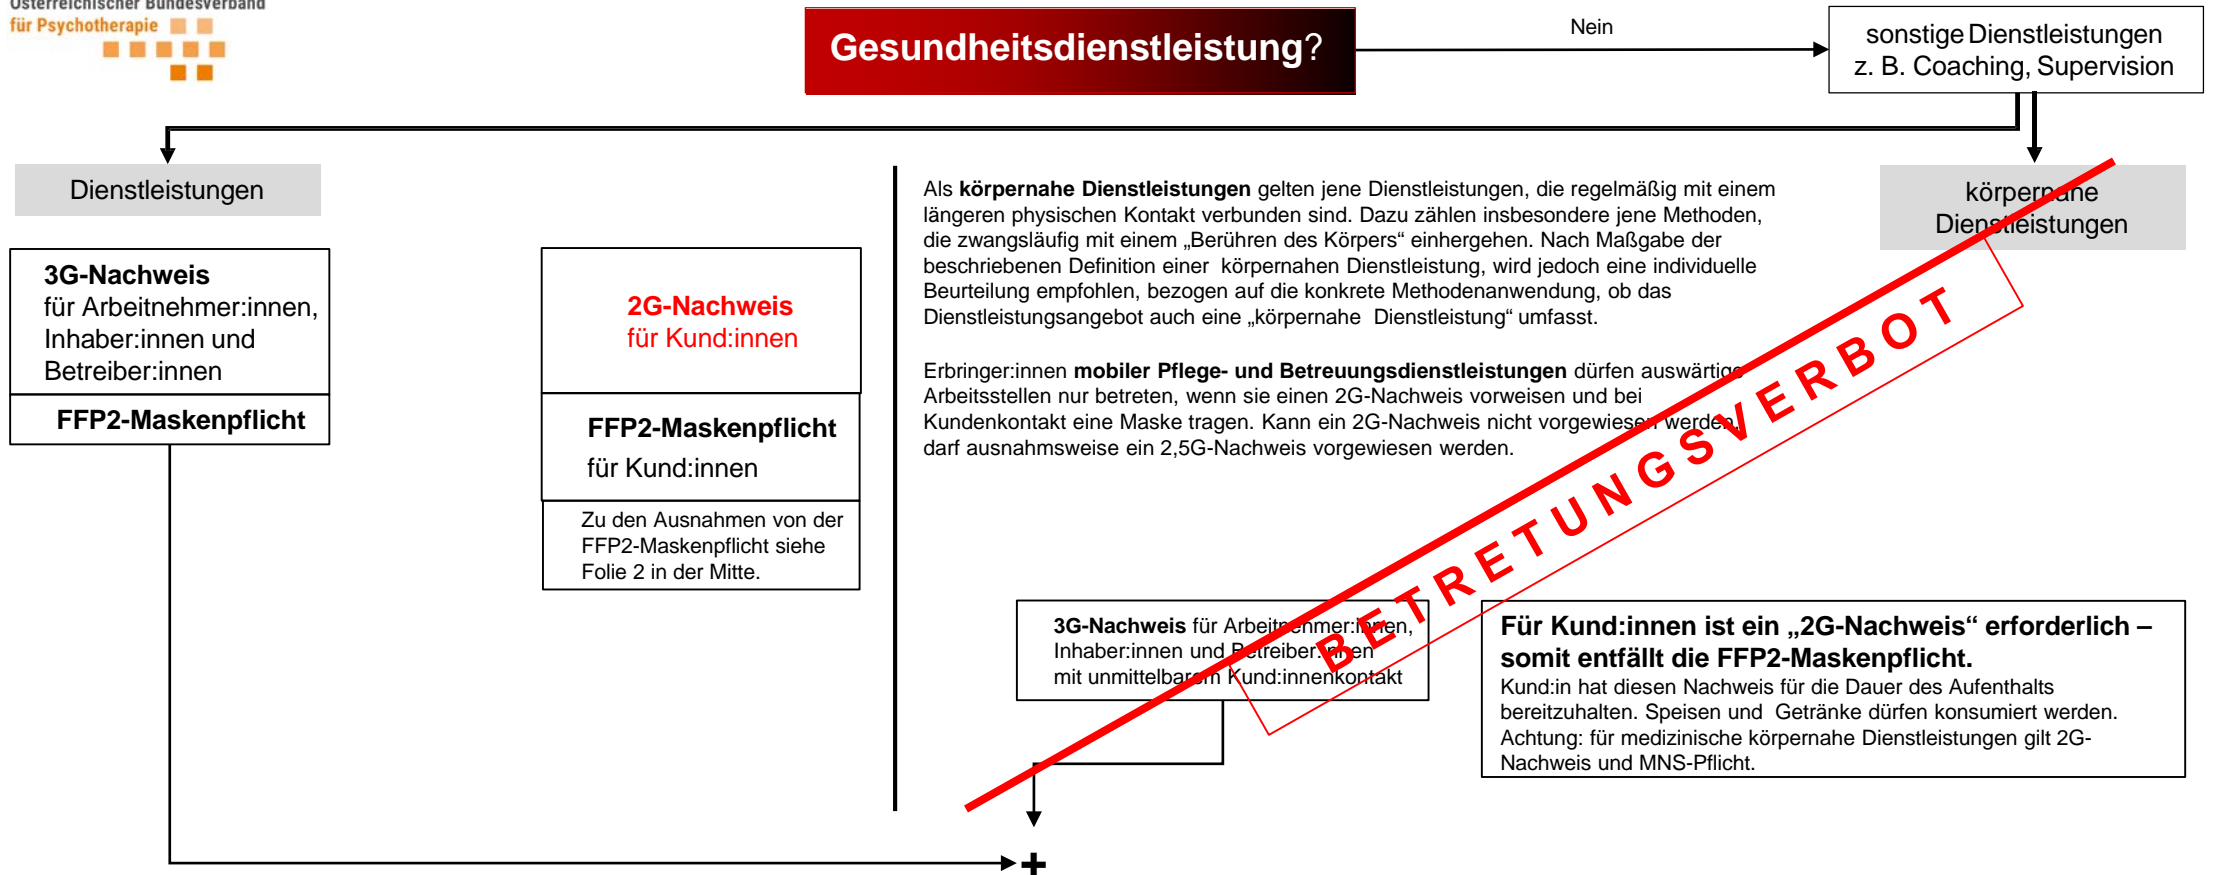 Österreichischer Bundesverband
für Psychotherapie
Gesundheitsdienstleistung?
Nein
sonstige Dienstleistungen
z. B. Coaching, Supervision
Dienstleistungen
3G-Nachweis
für Arbeitnehmer:innen,
Inhaber:innen und
Betreiber:innen
FFP2-Maskenpflicht
2G-Nachweis
für Kund:innen
FFP2-Maskenpflicht
für Kund:innen
Zu den Ausnahmen von der
FFP2-Maskenpflicht siehe
Folie 2 in der Mitte.
Als körpernahe Dienstleistungen gelten jene Dienstleistungen, die regelmäßig mit einem
längeren physischen Kontakt verbunden sind. Dazu zählen insbesondere jene Methoden,
die zwangsläufig mit einem „Berühren des Körpers“ einhergehen. Nach Maßgabe der
beschriebenen Definition einer körpernahen Dienstleistung, wird jedoch eine individuelle
Beurteilung empfohlen, bezogen auf die konkrete Methodenanwendung, ob das
Dienstleistungsangebot auch eine „körpernahe Dienstleistung“ umfasst.
Erbringer:innen mobiler Pflege- und Betreuungsdienstleistungen dürfen auswärtige
Arbeitsstellen nur betreten, wenn sie einen 2G-Nachweis vorweisen und bei
Kundenkontakt eine Maske tragen. Kann ein 2G-Nachweis nicht vorgewiesen werden,
darf ausnahmsweise ein 2,5G-Nachweis vorgewiesen werden.
körpernahe
Dienstleistungen
BETRETUNGSVERBOT
3G-Nachweis für Arbeitnehmer:innen,
Inhaber:innen und Betreiber:innen
mit unmittelbarem Kund:innenkontakt
Für Kund:innen ist ein „2G-Nachweis“ erforderlich –
somit entfällt die FFP2-Maskenpflicht.
Kund:in hat diesen Nachweis für die Dauer des Aufenthalts
bereitzuhalten. Speisen und Getränke dürfen konsumiert werden.
Achtung: für medizinische körpernahe Dienstleistungen gilt 2G-
Nachweis und MNS-Pflicht.
+